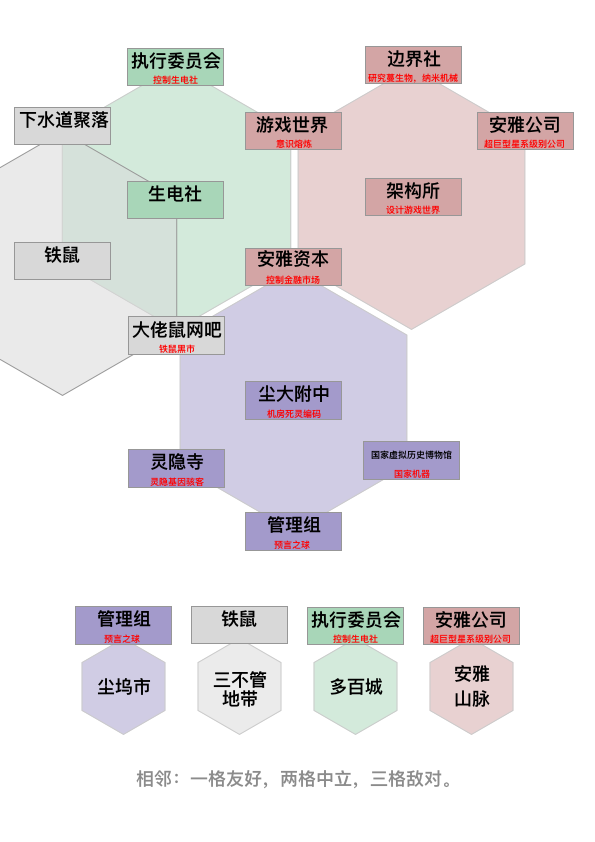 执行委员会
控制生电社
边界社
研究蔓生物、纳米机械
下水道聚落
游戏世界
意识熔炼
安雅公司
超巨型星系级别公司
生电社
架构所
设计游戏世界
铁鼠
安雅资本
控制金融市场
大佬鼠网吧
铁鼠黑市
尘大附中
机房死灵编码
灵隐寺
灵隐基因骇客
国家虚拟历史博物馆
国家机器
管理组
预言之球
管理组
预言之球
铁鼠
执行委员会
控制生电社
安雅公司
超巨型星系级别公司
尘坞市
三不管
地带
多百城
安雅
山脉
相邻：一格友好，两格中立，三格敌对。